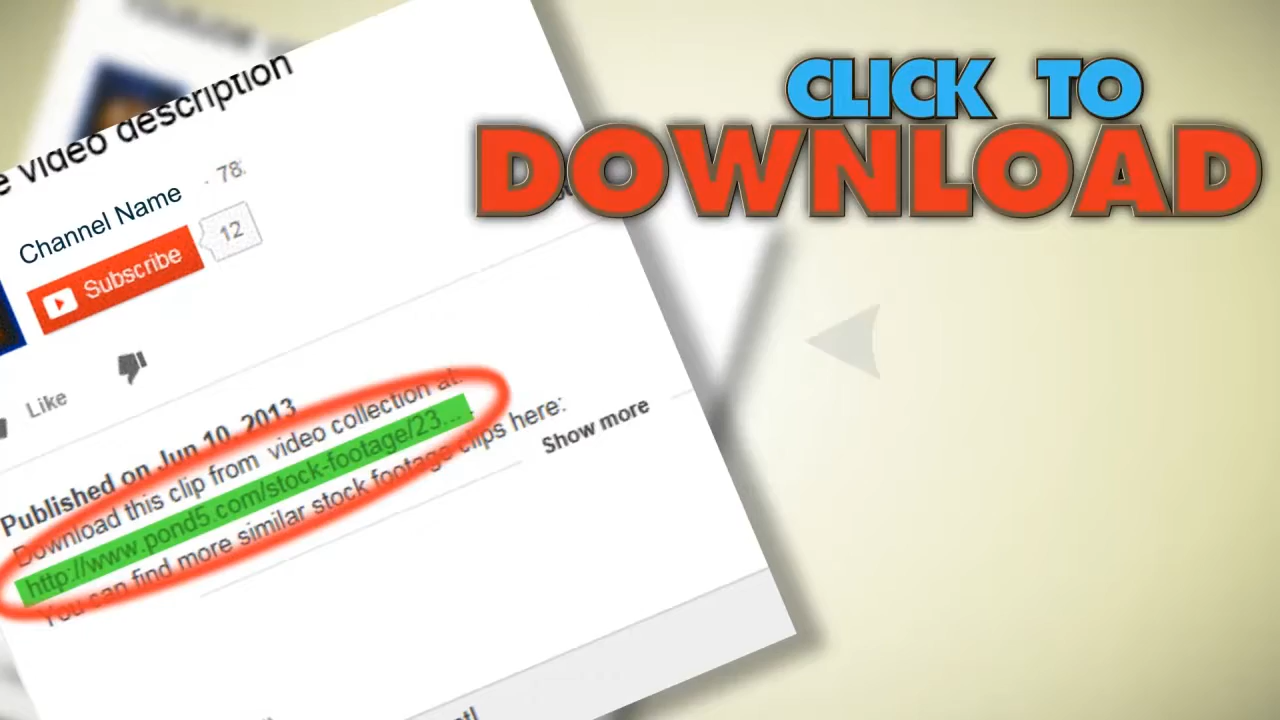 CLICK TO
DOWNLOAD
e video description
Channel Name
· 78
Subscribe
12
Like
Published on Jun 10, 2013
Download this clip from video collection at:
http://www.pond5.com/stock-footage/23...
You can find more similar stock footage clips here:
Show more